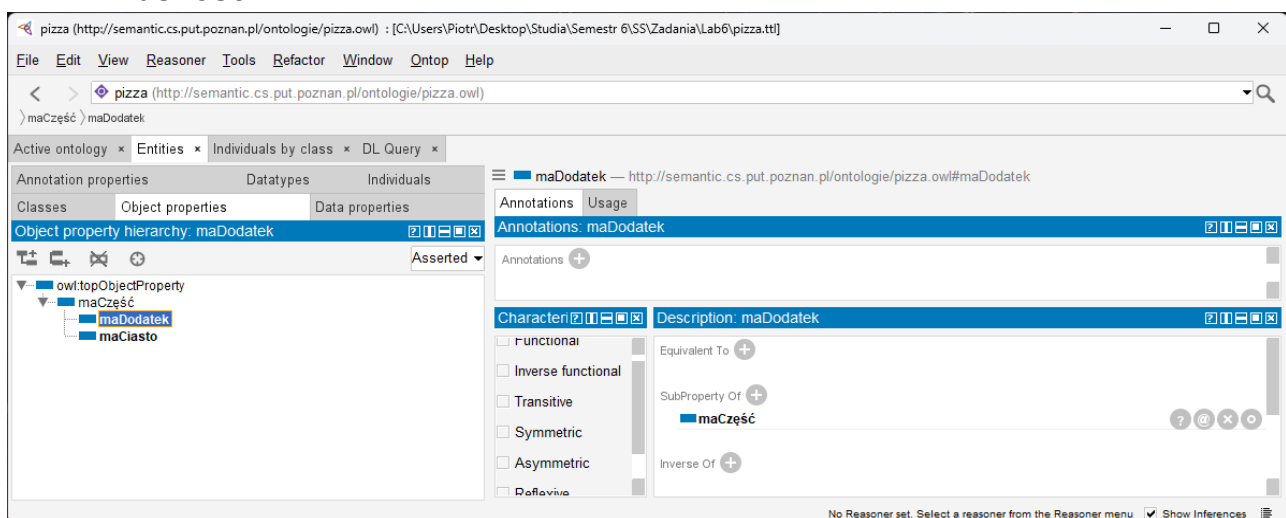 pizza (http://semantic.cs.put.poznan.pl/ontologie/pizza.owl) : [C:\Users\Piotr\Desktop\Studia\Semestr 6\SS\Zadania\Lab6\pizza.ttl]
File Edit View Reasoner Tools Refactor Window Ontop Help
pizza (http://semantic.cs.put.poznan.pl/ontologie/pizza.owl)
maCzęść maDodatek
Active ontology × Entities × Individuals by class × DL Query ×
Annotation properties Datatypes Individuals
Classes Object properties Data properties
Object property hierarchy: maDodatek
Asserted
owl:topObjectProperty
maCzęść
maDodatek
maCiasto
maDodatek — http://semantic.cs.put.poznan.pl/ontologie/pizza.owl#maDodatek
Annotations Usage
Annotations: maDodatek
Annotations
Characteri
Functional
Inverse functional
Transitive
Symmetric
Asymmetric
Reflexive
Description: maDodatek
Equivalent To
SubProperty Of
maCzęść
Inverse Of
No Reasoner set. Select a reasoner from the Reasoner menu Show Inferences